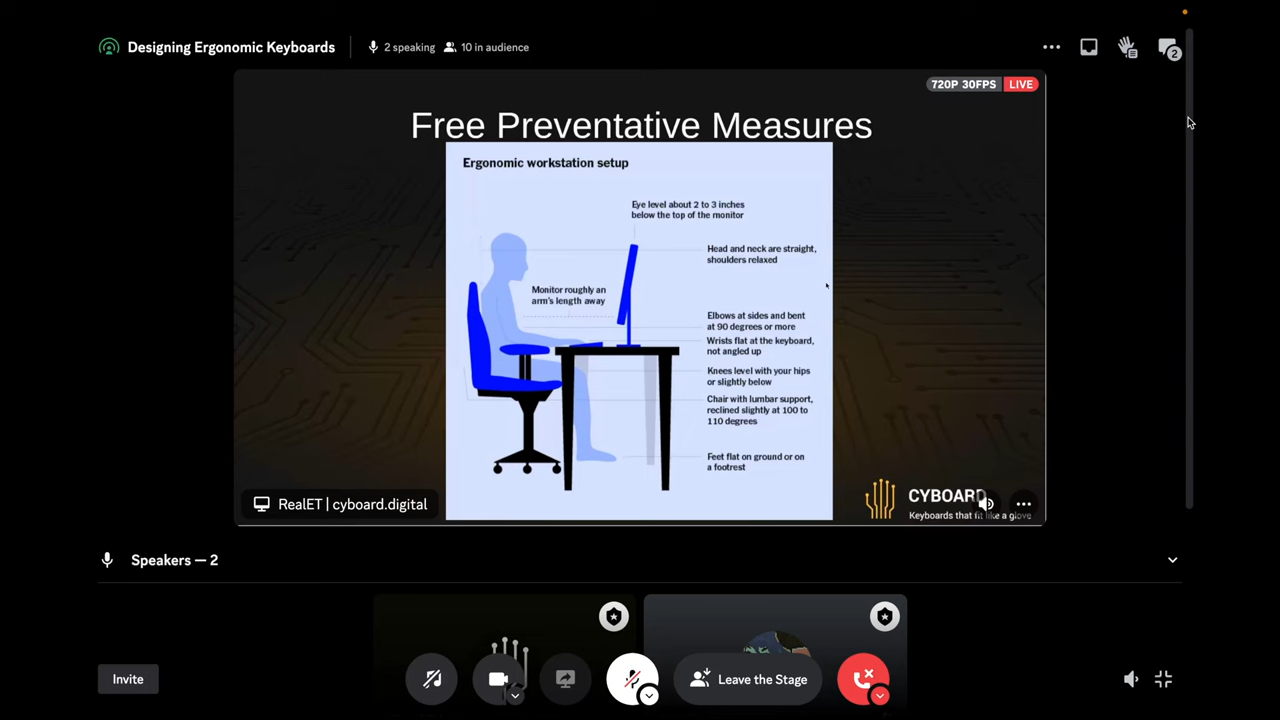 Designing Ergonomic Keyboards
2 speaking
10 in audience
2
720P 30FPS
LIVE
Free Preventative Measures
Ergonomic workstation setup
Eye level about 2 to 3 inches
below the top of the monitor
Head and neck are straight,
shoulders relaxed
Monitor roughly an
arm's length away
Elbows at sides and bent
at 90 degrees or more
Wrists flat at the keyboard,
not angled up
Knees level with your hips
or slightly below
Chair with lumbar support,
reclined slightly at 100 to
110 degrees
Feet flat on ground or on
a footrest
RealET | cyboard.digital
CYBOARD
Keyboards that fit like a glove
Speakers — 2
Invite
Leave the Stage